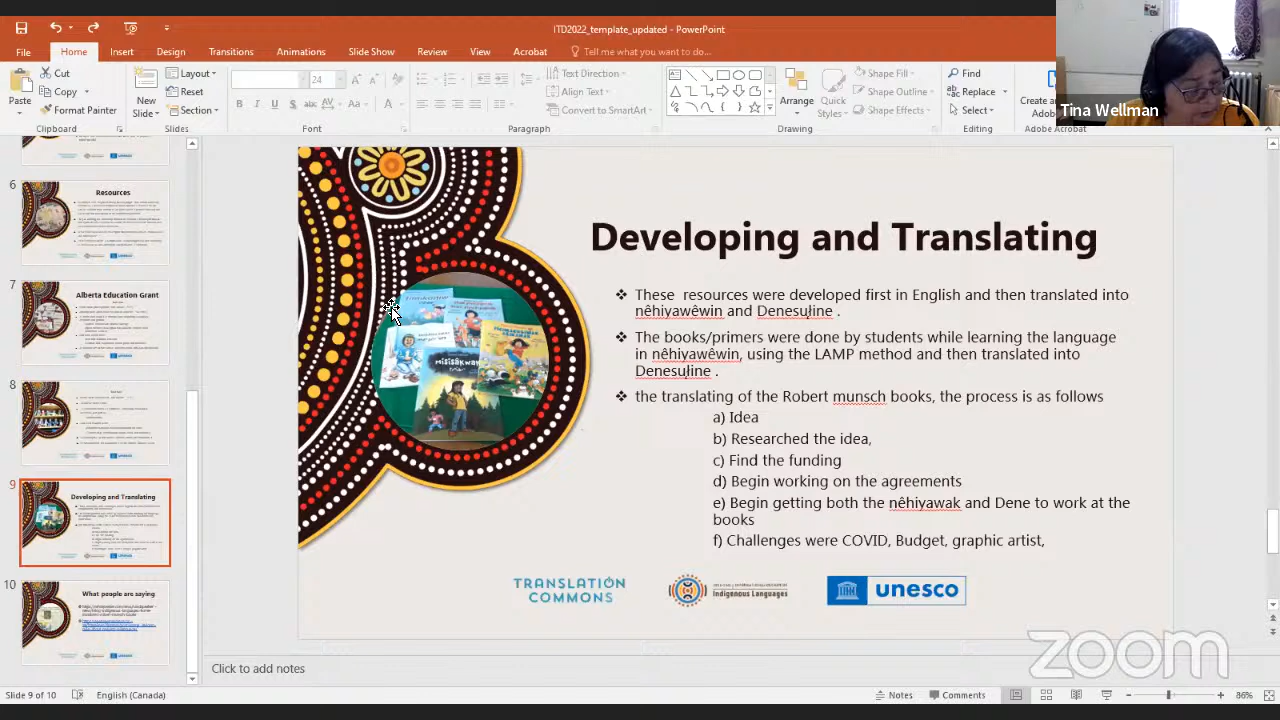 ITD2022_template_updated - PowerPoint
File Home Insert Design Transitions Animations Slide Show Review View Acrobat Tell me what you want to do...
Paste
Cut
Copy
Format Painter
Clipboard
New
Slide
Layout
Reset
Section
Slides
24
Font
Text Direction
Align Text
Convert to SmartArt
Paragraph
Arrange
Quick
Styles
Shape Fill
Shape Outline
Shape Effects
Drawing
Find
Replace
Select
Editing
Create an
Adobe Acrobat
Tina Wellman
6
Resources
7
Alberta Education Grant
8
9
Developing and Translating
10
What people are saying
Developing and Translating
These resources were developed first in English and then translated into
nêhiyawêwin and
The books/primers were done by students while learning the language
in nêhiyawêwin, using the LAMP method and then translated into
Denesųłine .
the translating of the Robert munsch books, the process is as follows
a) Idea
b) Researched the idea,
c) Find the funding
d) Begin working on the agreements
e) Begin getting both the nêhiyawak and Dene to work at the
books
f) Challenges were COVID, Budget, graphic artist,
misisâkwan
TRANSLATION
COMMONS
Indigenous Languages
unesco
Click to add notes
zoom
Slide 9 of 10 English (Canada) Notes Comments 86%